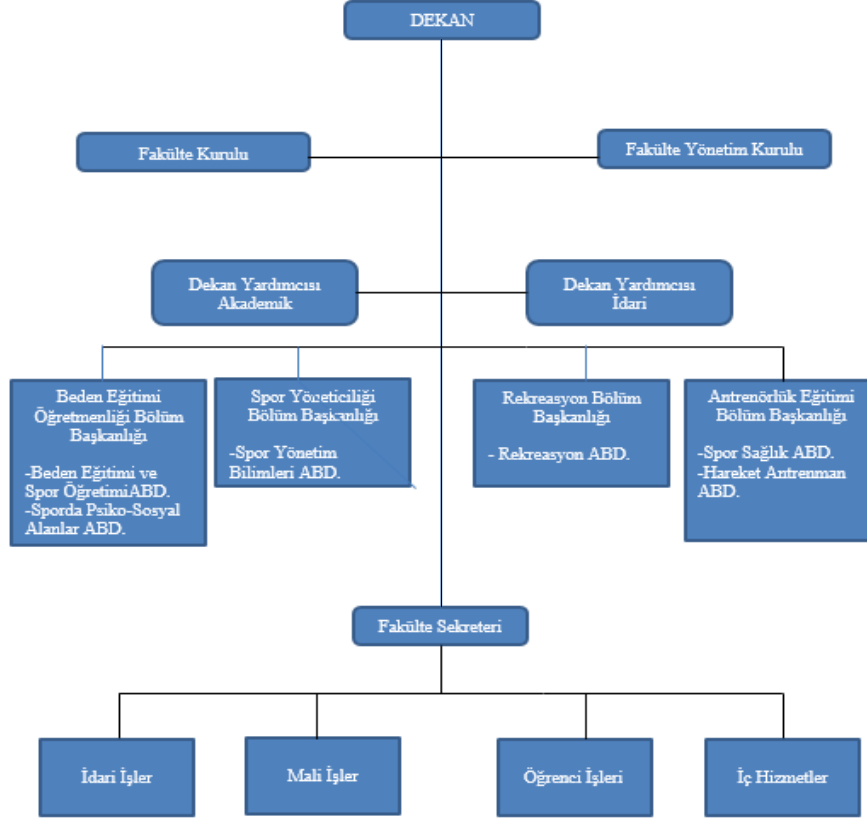 DEKAN
Fakülte Kurulu
Fakülte Yönetim Kurulu
Dekan Yardımcısı
Akademik
Dekan Yardımcısı
İdari
Beden Eğitimi
Öğretmenliği Bölüm
Başkanlığı
-Beden Eğitimi ve
Spor ÖğretimiABD.
-Sporda Psiko-Sosyal
Alanlar ABD.
Spor Yöneticiliği
Bölüm Başkanlığı
-Spor Yönetim
Bilimleri ABD.
Rekreasyon Bölüm
Başkanlığı
- Rekreasyon ABD.
Antrenörlük Eğitimi
Bölüm Başkanlığı
-Spor Sağlık ABD.
-Hareket Antrenman
ABD.
Fakülte Sekreteri
İdari İşler
Mali İşler
Öğrenci İşleri
İç Hizmetler